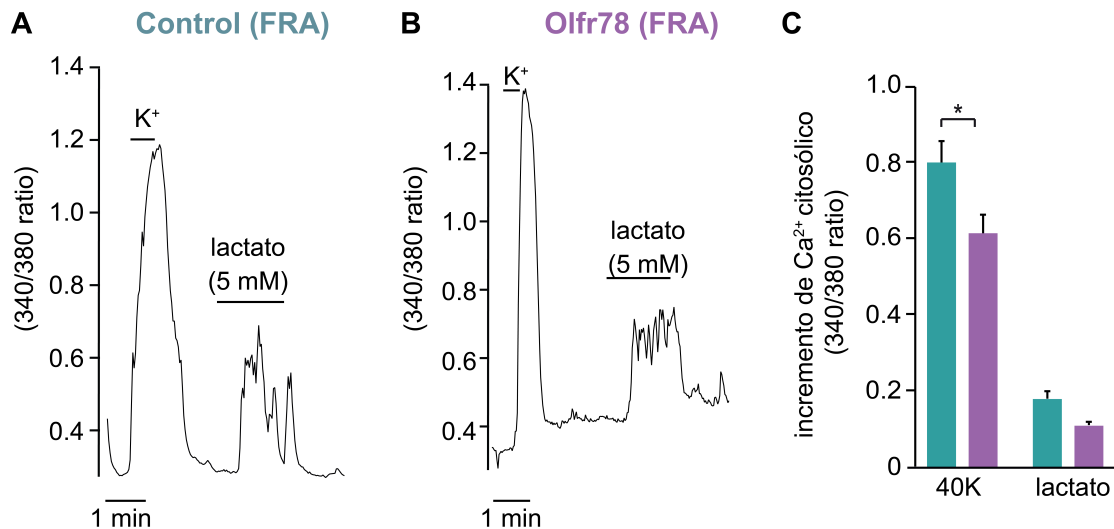 A
Control (FRA)
1.4
1.2
1.0
0.8
0.6
0.4
(340/380 ratio)
K⁺
lactato
(5 mM)
1 min
B
Olfr78 (FRA)
1.4
1.2
1.0
0.8
0.6
0.4
(340/380 ratio)
K⁺
lactato
(5 mM)
1 min
C
1.0
0.8
0.6
0.4
0.2
0
incremento de Ca²⁺ citosólico
(340/380 ratio)
*
40K
lactato